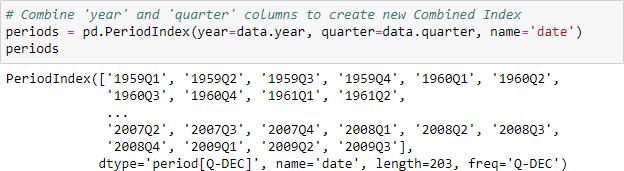 # Combine 'year' and 'quarter' columns to create new Combined Index
periods = pd.PeriodIndex(year=data.year, quarter=data.quarter, name='date')
periods
PeriodIndex(['1959Q1', '1959Q2', '1959Q3', '1959Q4', '1960Q1', '1960Q2',
'1960Q3', '1960Q4', '1961Q1', '1961Q2',
...
'2007Q2', '2007Q3', '2007Q4', '2008Q1', '2008Q2', '2008Q3',
'2008Q4', '2009Q1', '2009Q2', '2009Q3'],
dtype='period[Q-DEC]', name='date', length=203, freq='Q-DEC')